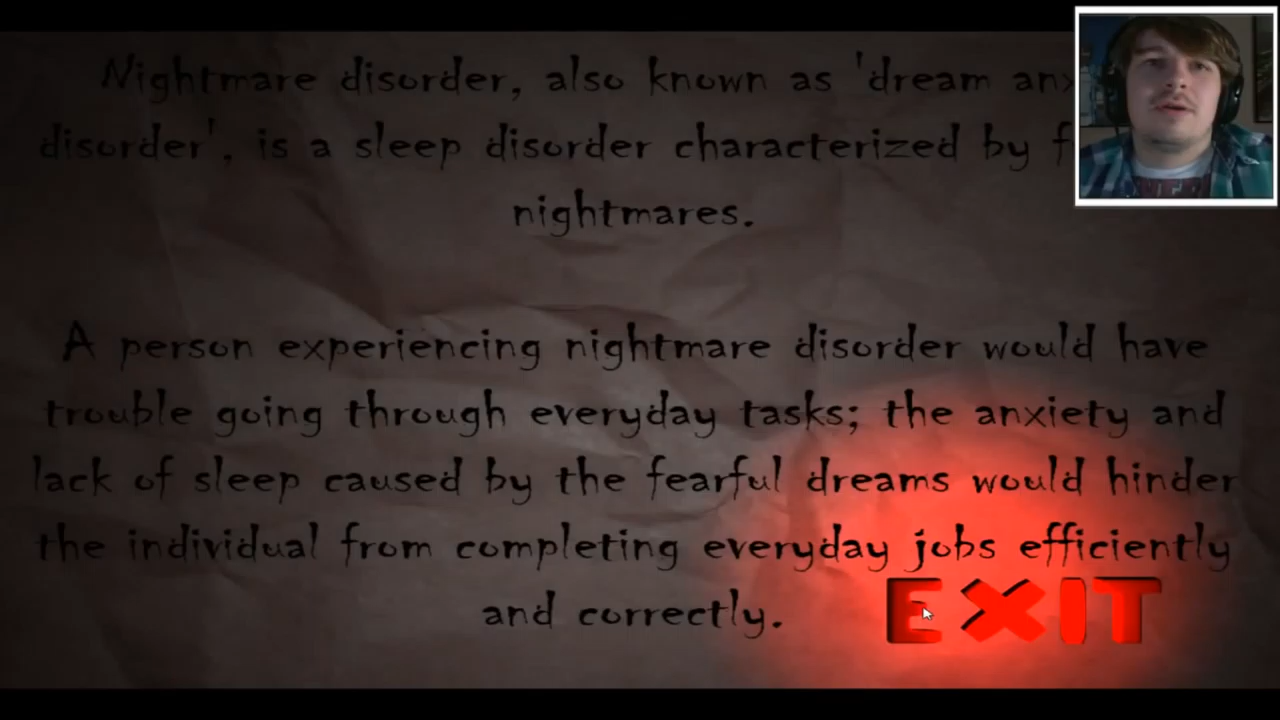 Nightmare disorder, also known as 'dream
disorder', is a sleep disorder characterized by
nightmares.
A person experiencing nightmare disorder would have
trouble going through everyday tasks; the anxiety and
lack of sleep caused by the fearful dreams would hinder
the individual from completing everyday jobs efficiently
and correctly.
EXIT